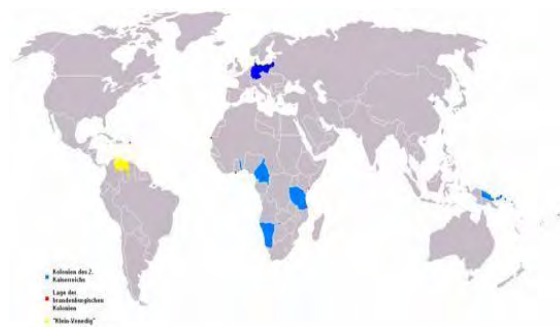 Kolonien des 2.
Kaiserreichs
Lage der
brandenburgischen
Kolonien
"Klein-Venedig"